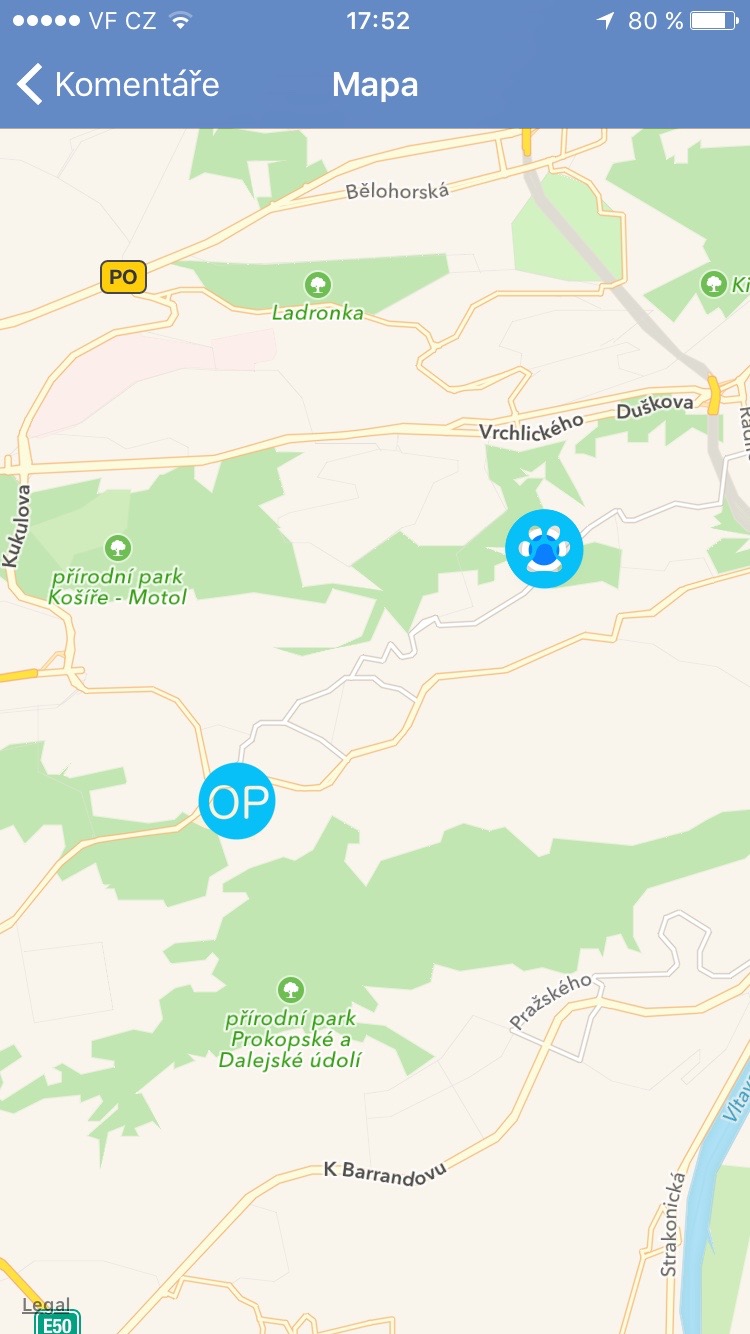 VF CZ 17:52 80 %
Komentáře Mapa
Bělohorská
PO
Ladronka
Duškova
Vrchlického
Kukulova
přírodní park
Košíře - Motol
OP
Pražského
přírodní park
Prokopské a
Dalejské údolí
K Barrandovu
Strakonická
Legal
E50